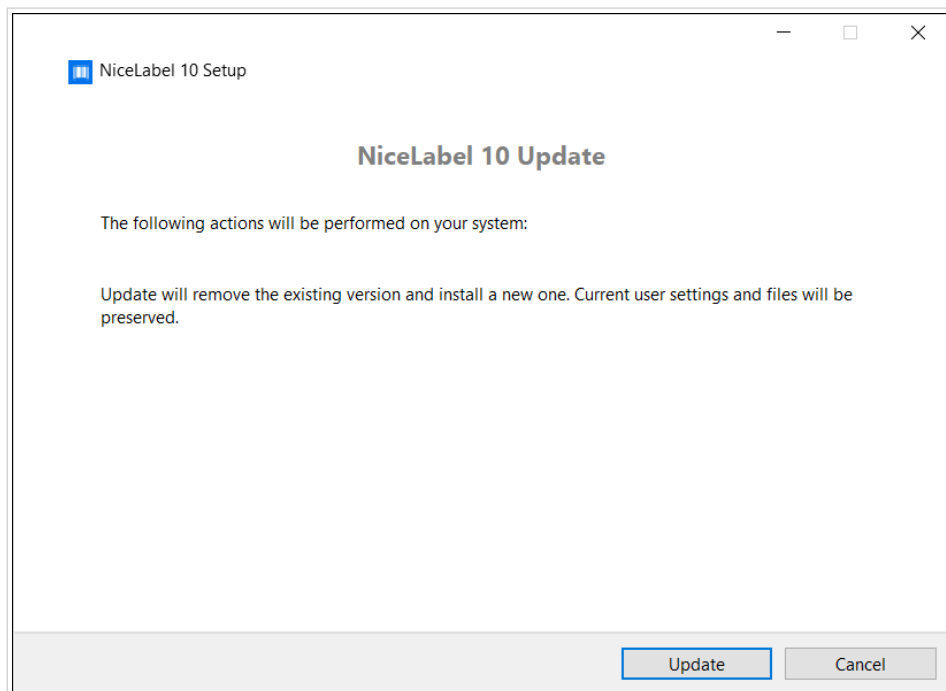 NiceLabel 10 Setup
NiceLabel 10 Update
The following actions will be performed on your system:
Update will remove the existing version and install a new one. Current user settings and files will be
preserved.
Update
Cancel